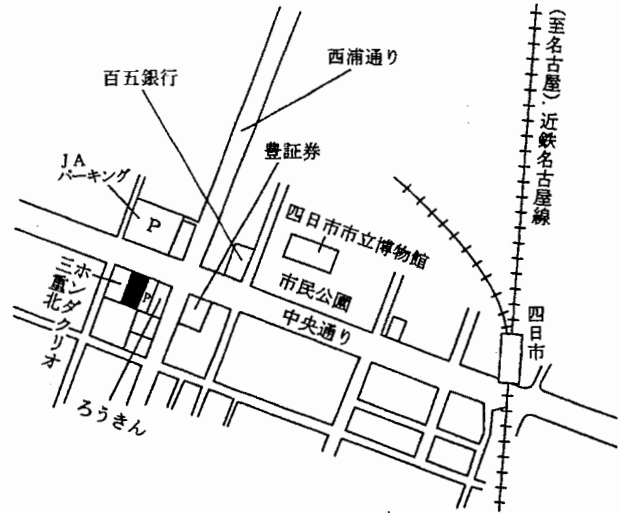 (至名古屋)．近鉄名古屋線
西浦通り
百五銀行
豊証券
JA
パーキング
P
四日市市立博物館
市民公園
中央通り
四日市
ホンダクリオ
三重北
P
ろうきん